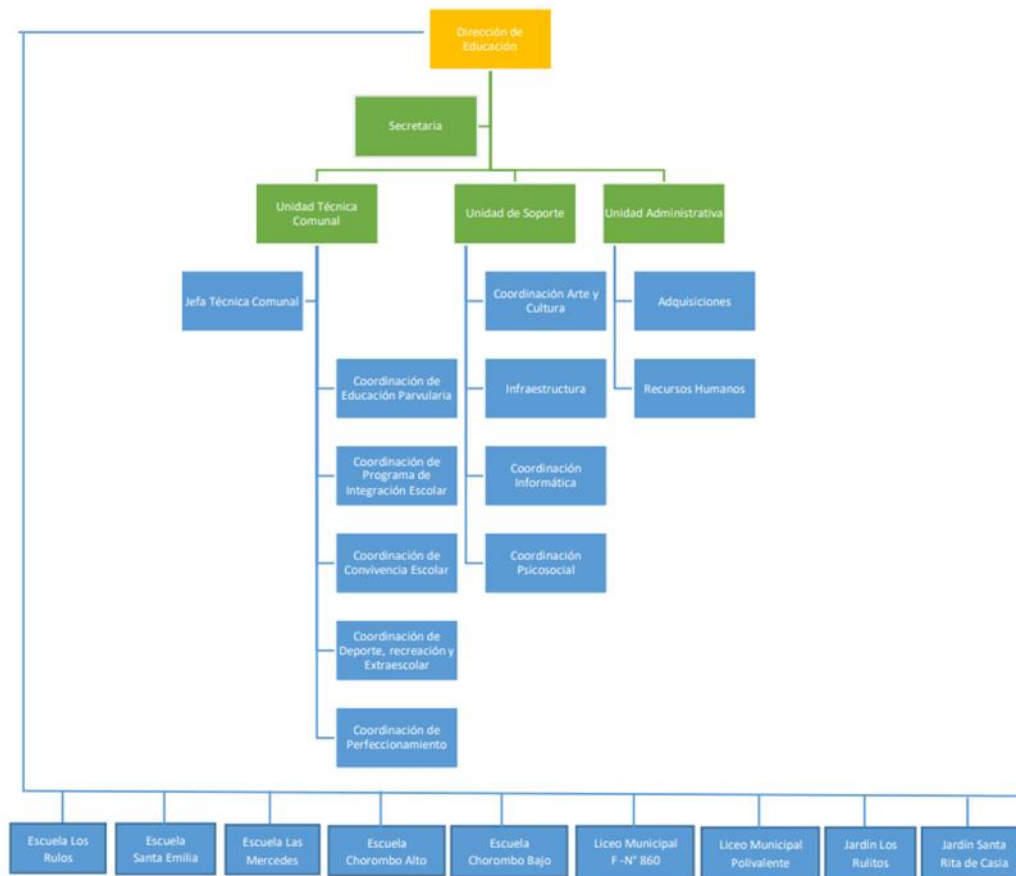 Dirección de
Educación
Secretaria
Unidad Técnica
Comunal
Unidad de Soporte
Unidad Administrativa
Jefa Técnica Comunal
Coordinación Arte y
Cultura
Adquisiciones
Coordinación de
Educación Parvularia
Infraestructura
Recursos Humanos
Coordinación de
Programa de
Integración Escolar
Coordinación
Informática
Coordinación de
Convivencia Escolar
Coordinación
Psicosocial
Coordinación de
Deporte, recreación y
Extraescolar
Coordinación de
Perfeccionamiento
Escuela Los
Rulos
Escuela
Santa Emilia
Escuela Las
Mercedes
Escuela
Chorombo Alto
Escuela
Chorombo Bajo
Liceo Municipal
F -N° 860
Liceo Municipal
Polivalente
Jardín Los
Rulitos
Jardín Santa
Rita de Casia